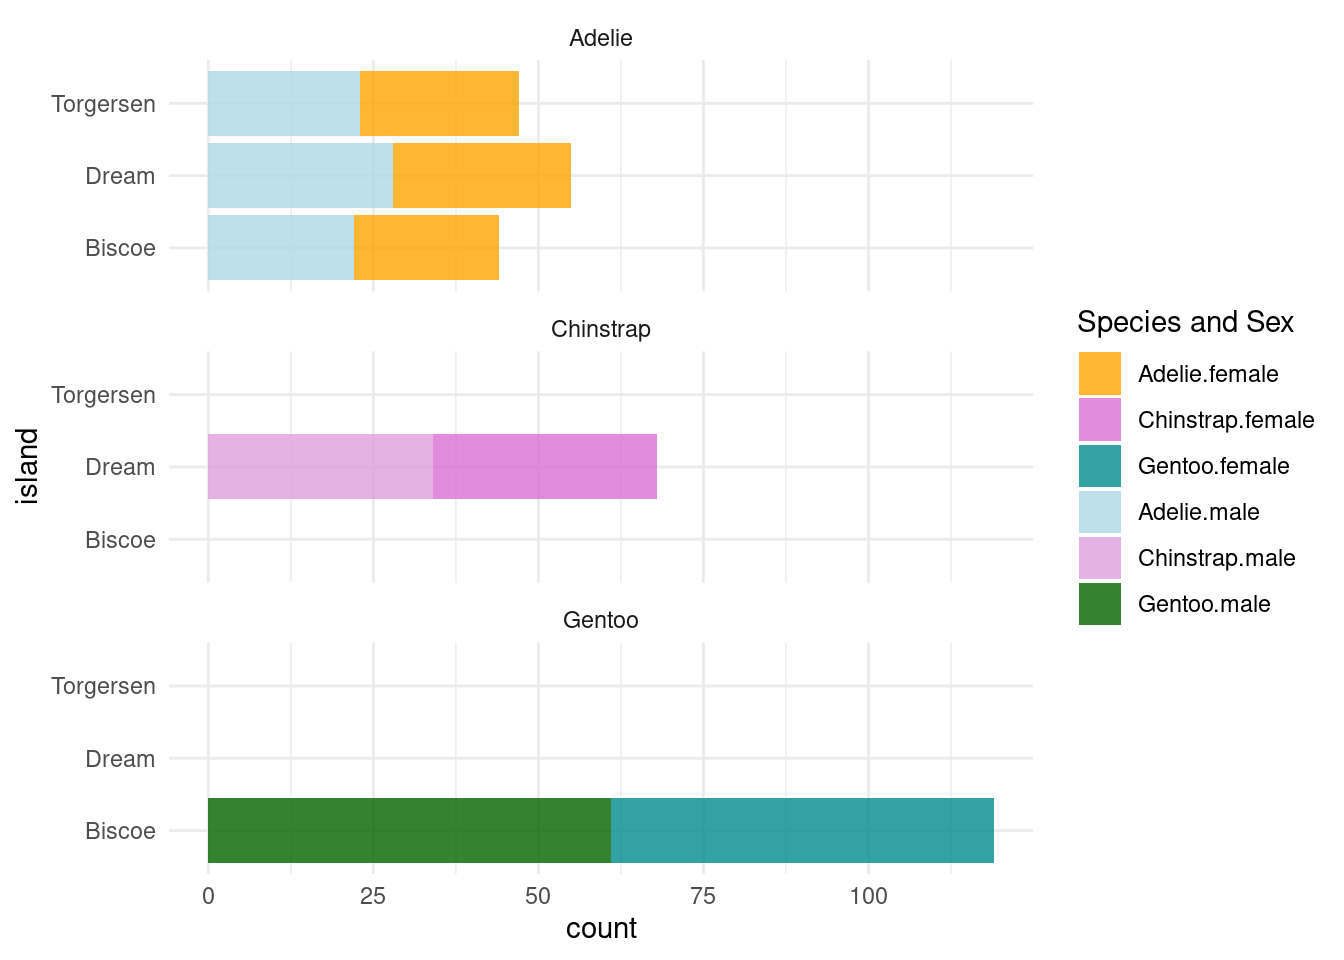 Adelie
Torgersen
Dream
Biscoe
Chinstrap
Torgersen
Dream
Biscoe
Gentoo
Torgersen
Dream
Biscoe
0 25 50 75 100
count
island
Species and Sex
Adelie.female
Chinstrap.female
Gentoo.female
Adelie.male
Chinstrap.male
Gentoo.male